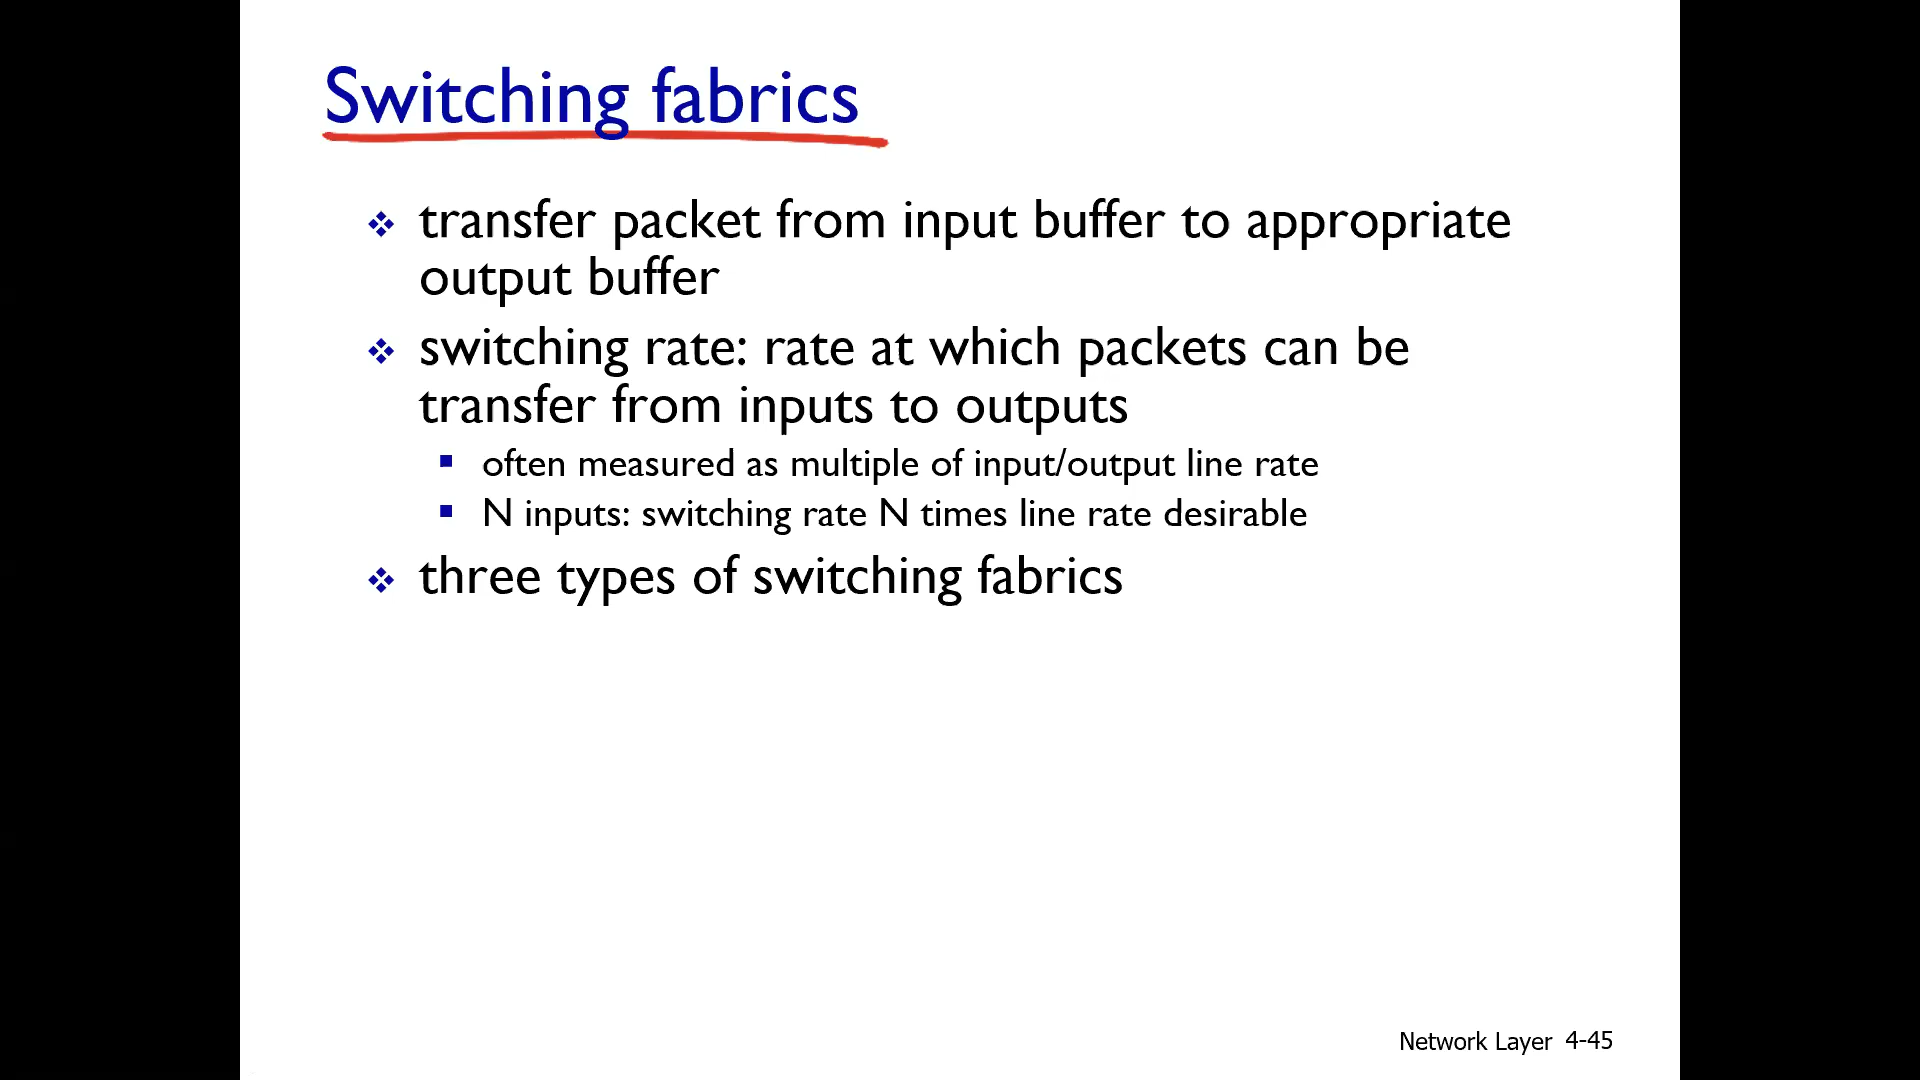 Switching fabrics
transfer packet from input buffer to appropriate
output buffer
switching rate: rate at which packets can be
transfer from inputs to outputs
often measured as multiple of input/output line rate
N inputs: switching rate N times line rate desirable
three types of switching fabrics
Network Layer 4-45